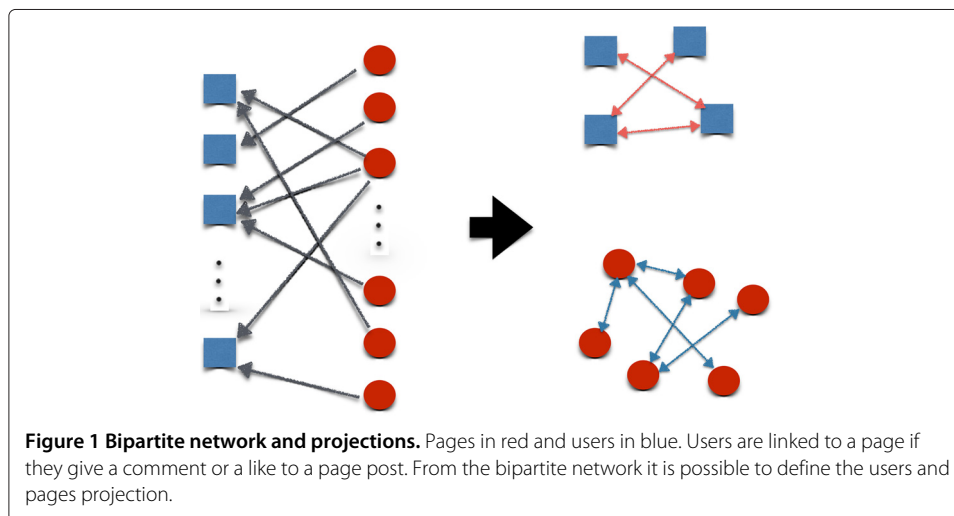 Figure 1 Bipartite network and projections. Pages in red and users in blue. Users are linked to a page if
they give a comment or a like to a page post. From the bipartite network it is possible to define the users and
pages projection.